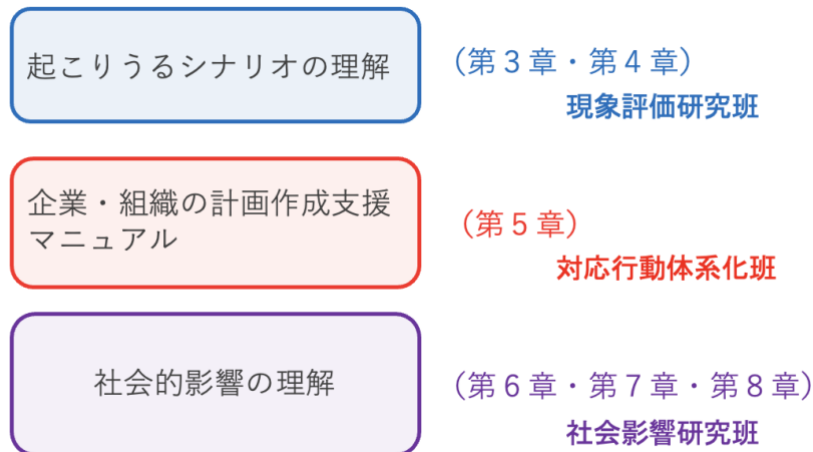 起こりうるシナリオの理解
（第3章・第4章）
現象評価研究班
企業・組織の計画作成支援
マニュアル
（第5章）
対応行動体系化班
社会的影響の理解
（第6章・第7章・第8章）
社会影響研究班